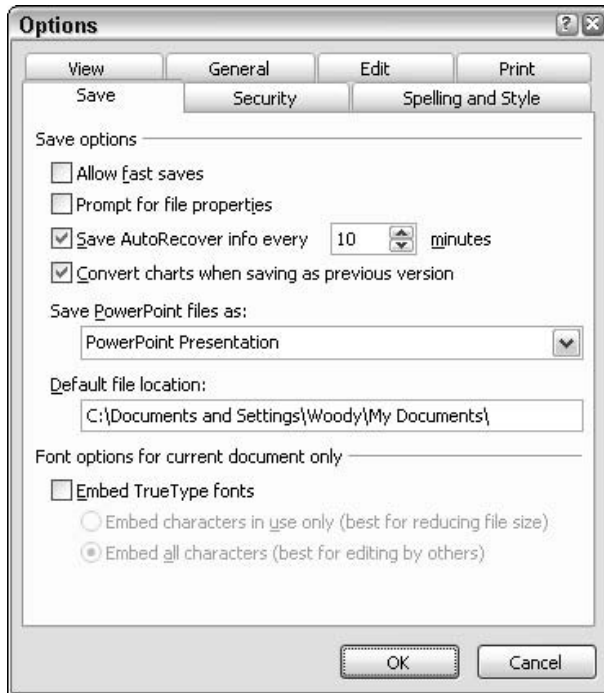 Options
View General Edit Print
Save Security Spelling and Style
Save options
Allow fast saves
Prompt for file properties
Save AutoRecover info every 10 minutes
Convert charts when saving as previous version
Save PowerPoint files as:
PowerPoint Presentation
Default file location:
C:\Documents and Settings\Woody\My Documents\
Font options for current document only
Embed TrueType fonts
Embed characters in use only (best for reducing file size)
Embed all characters (best for editing by others)
OK Cancel